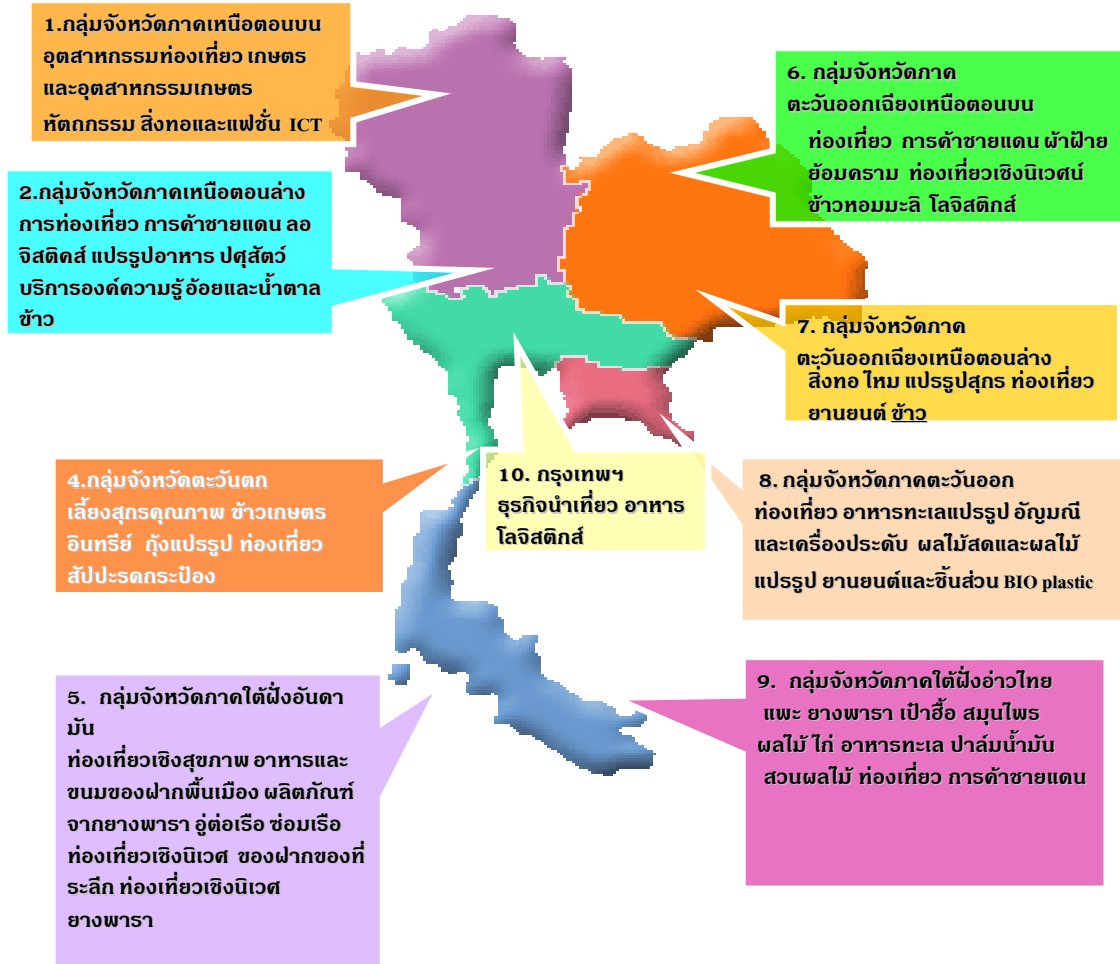 1.กลุ่มจังหวัดภาคเหนือตอนบน
อุตสาหกรรมท่องเที่ยว เกษตร
และอุตสาหกรรมเกษตร
หัตถกรรม สิ่งทอและแฟชั่น ICT
2.กลุ่มจังหวัดภาคเหนือตอนล่าง
การท่องเที่ยว การค้าชายแดน ลอ
จิสติคส์ แปรรูปอาหาร ปศุสัตว์
บริการองค์ความรู้ อ้อยและน้ำตาล
ข้าว
4.กลุ่มจังหวัดตะวันตก
เลี้ยงสุกรคุณภาพ ข้าวเกษตร
อินทรีย์ กุ้งแปรรูป ท่องเที่ยว
สัปปะรดกระป๋อง
5. กลุ่มจังหวัดภาคใต้ฝั่งอันดา
มัน
ท่องเที่ยวเชิงสุขภาพ อาหารและ
ขนมของฝากพื้นเมือง ผลิตภัณฑ์
จากยางพารา อู่ต่อเรือ ซ่อมเรือ
ท่องเที่ยวเชิงนิเวศ ของฝากของที่
ระลึก ท่องเที่ยวเชิงนิเวศ
ยางพารา
6. กลุ่มจังหวัดภาค
ตะวันออกเฉียงเหนือตอนบน
ท่องเที่ยว การค้าชายแดน ผ้าฝ้าย
ย้อมคราม ท่องเที่ยวเชิงนิเวศน์
ข้าวหอมมะลิ โลจิสติกส์
7. กลุ่มจังหวัดภาค
ตะวันออกเฉียงเหนือตอนล่าง
สิ่งทอ ไหม แปรรูปสุกร ท่องเที่ยว
ยานยนต์ ข้าว
8. กลุ่มจังหวัดภาคตะวันออก
ท่องเที่ยว อาหารทะเลแปรรูป อัญมณี
และเครื่องประดับ ผลไม้สดและผลไม้
แปรรูป ยานยนต์และชิ้นส่วน BIO plastic
9. กลุ่มจังหวัดภาคใต้ฝั่งอ่าวไทย
แพะ ยางพารา เป๋าฮื้อ สมุนไพร
ผลไม้ ไก่ อาหารทะเล ปาล์มน้ำมัน
สวนผลไม้ ท่องเที่ยว การค้าชายแดน
10. กรุงเทพฯ
ธุรกิจนำเที่ยว อาหาร
โลจิสติกส์